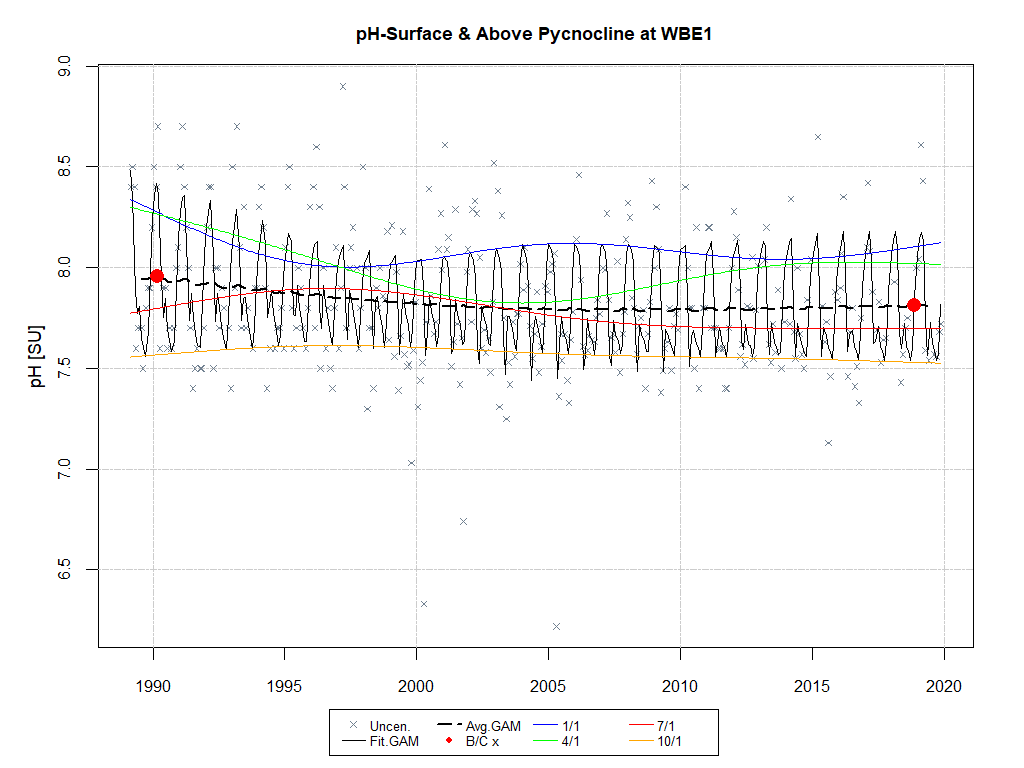 pH-Surface & Above Pycnocline at WBE1
9.0
8.5
8.0
7.5
7.0
6.5
pH [SU]
1990 1995 2000 2005 2010 2015 2020
Uncen. Avg.GAM 1/1 7/1
Fit.GAM B/C x 4/1 10/1